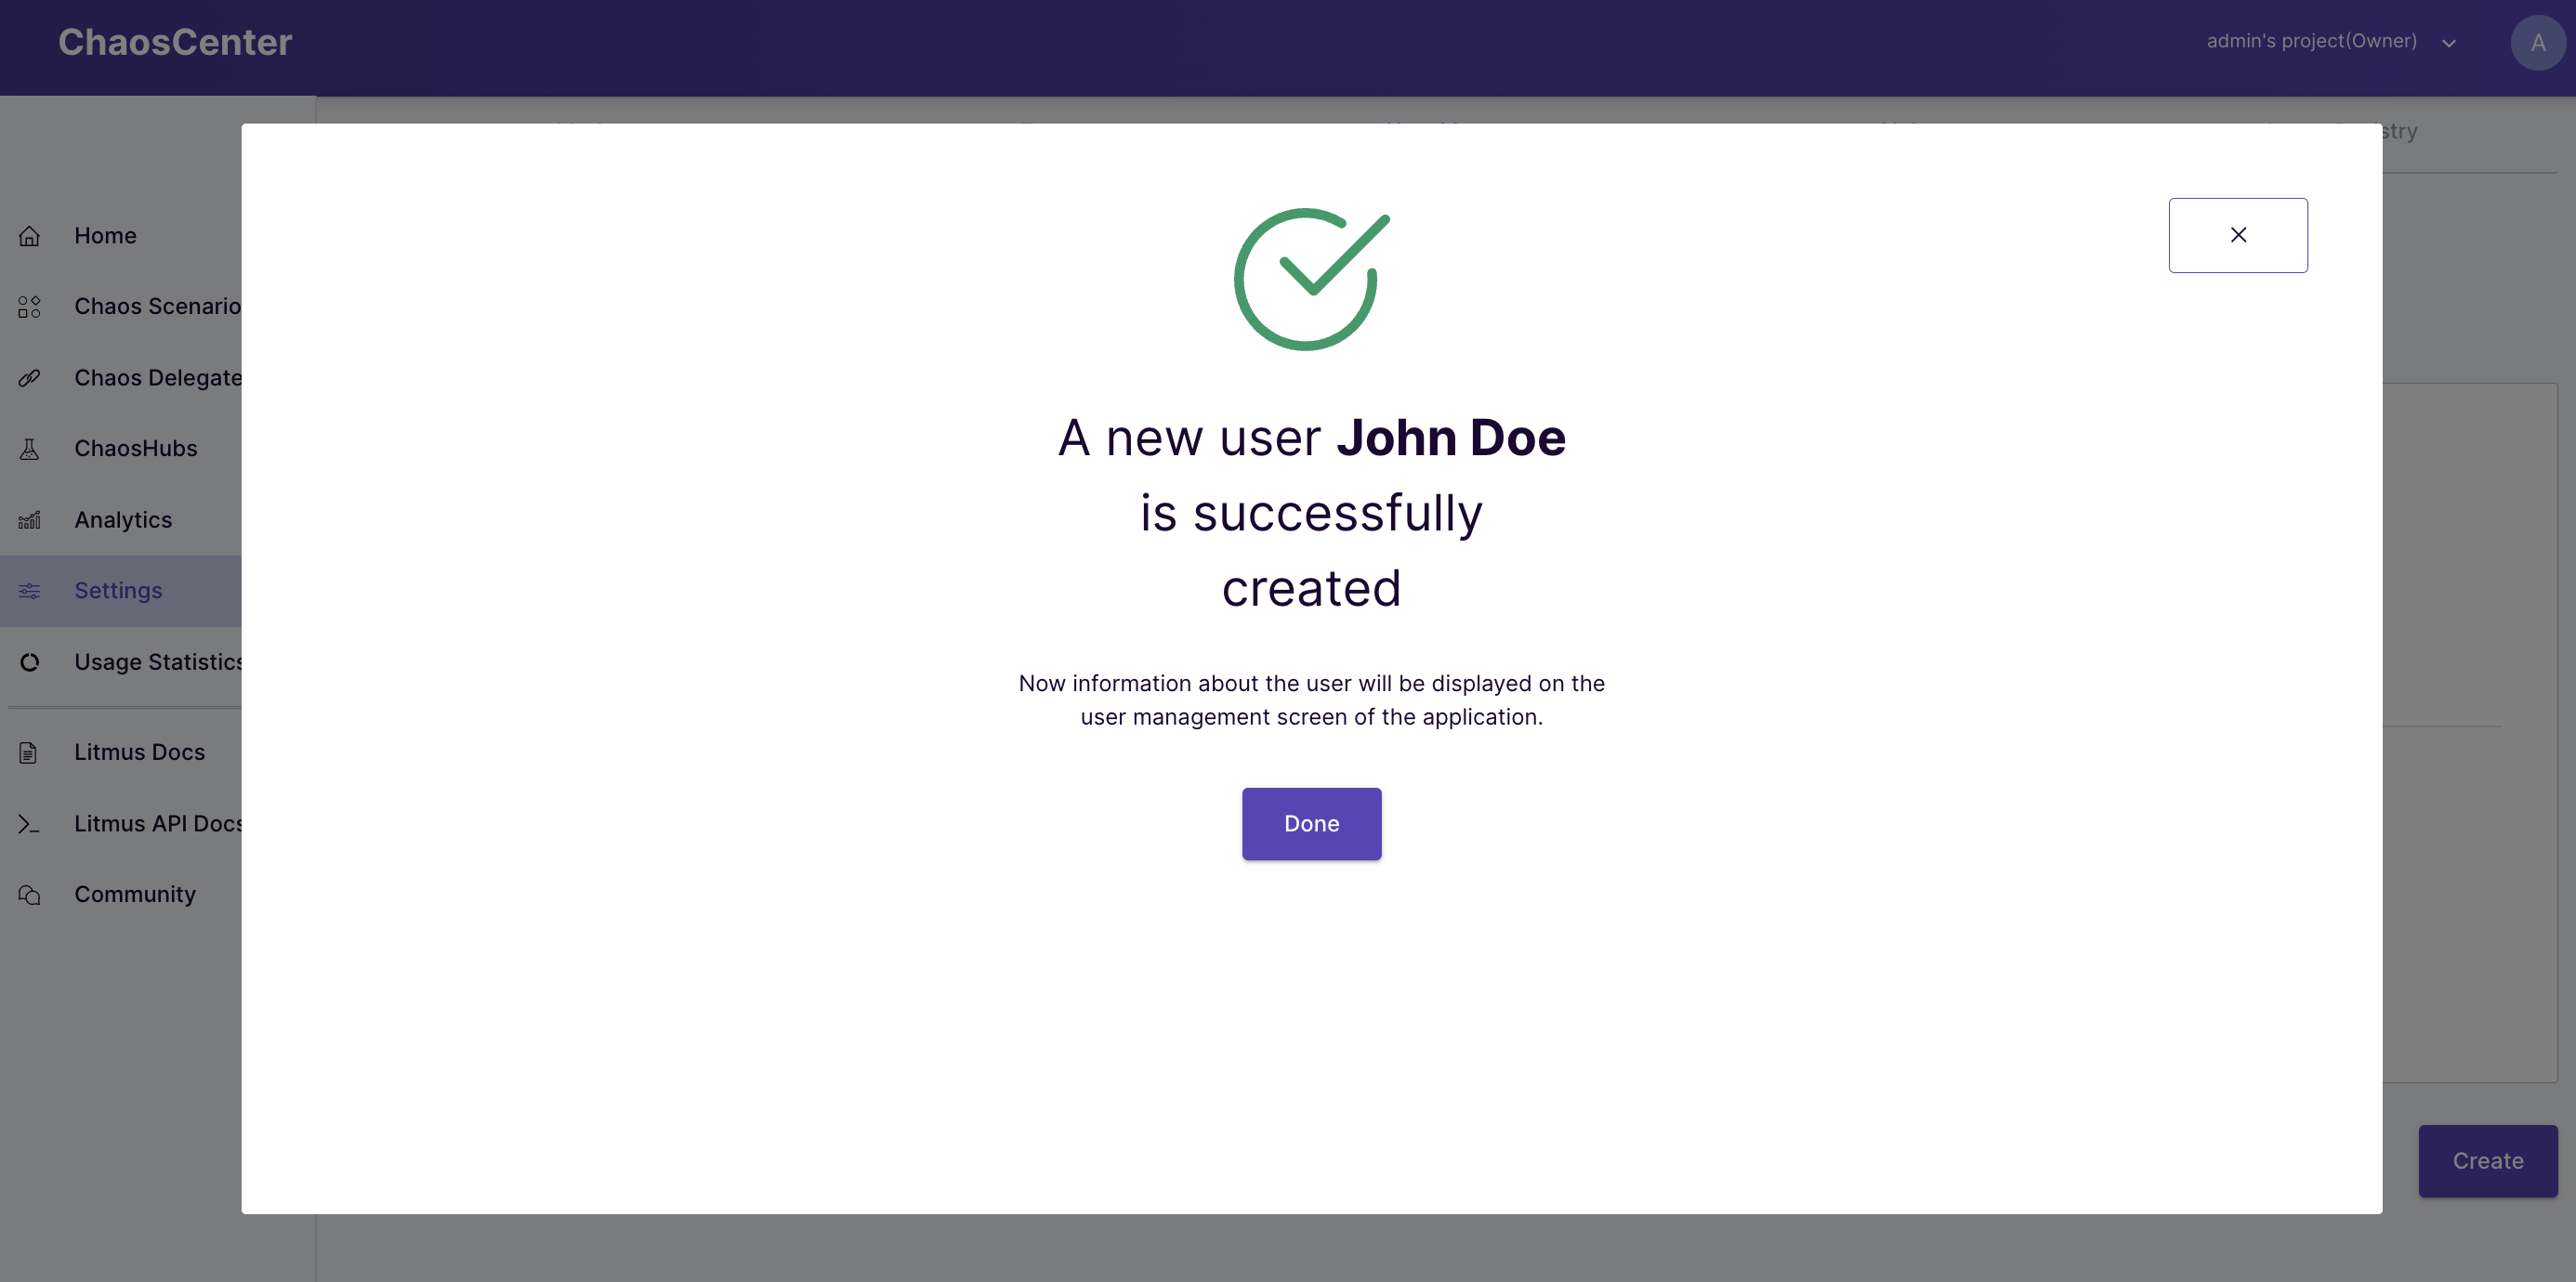 ChaosCenter
admin's project(Owner)
A
Home
Chaos Scenario
Chaos Delegate
ChaosHubs
Analytics
Settings
Usage Statistics
Litmus Docs
Litmus API Docs
Community
A new user John Doe
is successfully
created
Now information about the user will be displayed on the
user management screen of the application.
Done
Create